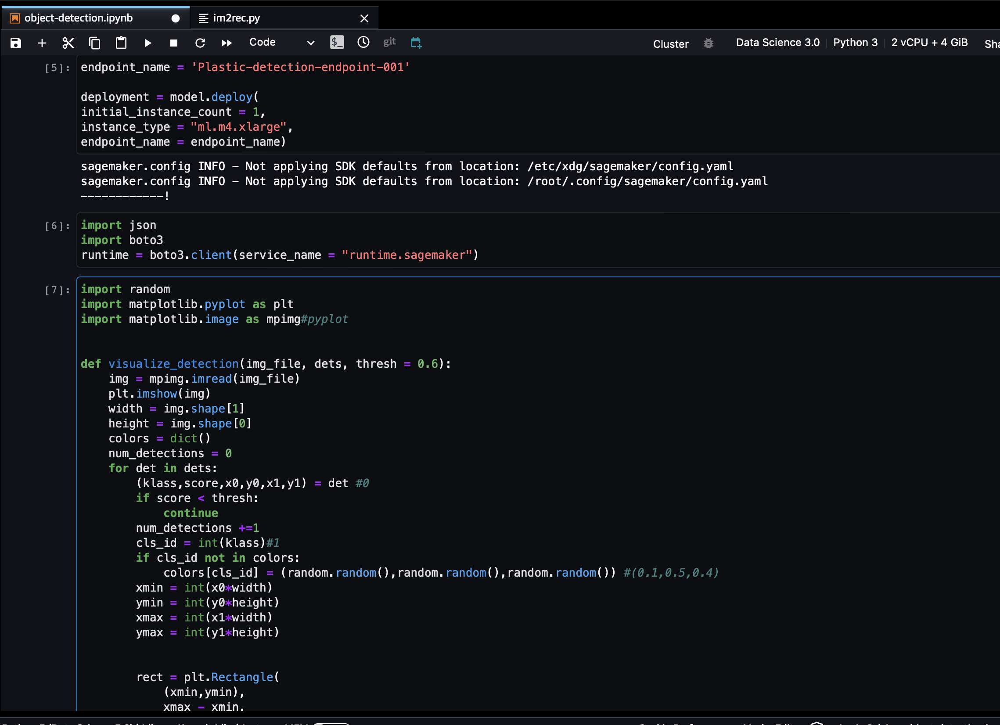 object-detection.ipynb
im2rec.py
Code
$_
git
Cluster
Data Science 3.0
Python 3
2 vCPU + 4 GiB
[5]:
endpoint_name = 'Plastic-detection-endpoint-001'
deployment = model.deploy(
initial_instance_count = 1,
instance_type = "ml.m4.xlarge",
endpoint_name = endpoint_name)
sagemaker.config INFO - Not applying SDK defaults from location: /etc/xdg/sagemaker/config.yaml
sagemaker.config INFO - Not applying SDK defaults from location: /root/.config/sagemaker/config.yaml
------------!
[6]:
import json
import boto3
runtime = boto3.client(service_name = "runtime.sagemaker")
[7]:
import random
import matplotlib.pyplot as plt
import matplotlib.image as mpimg#pyplot
def visualize_detection(img_file, dets, thresh = 0.6):
img = mpimg.imread(img_file)
plt.imshow(img)
width = img.shape[1]
height = img.shape[0]
colors = dict()
num_detections = 0
for det in dets:
(klass,score,x0,y0,x1,y1) = det #0
if score < thresh:
continue
num_detections +=1
cls_id = int(klass)#1
if cls_id not in colors:
colors[cls_id] = (random.random(),random.random(),random.random()) #(0.1,0.5,0.4)
xmin = int(x0*width)
ymin = int(y0*height)
xmax = int(x1*width)
ymax = int(y1*height)
rect = plt.Rectangle(
(xmin,ymin),
xmax - xmin,